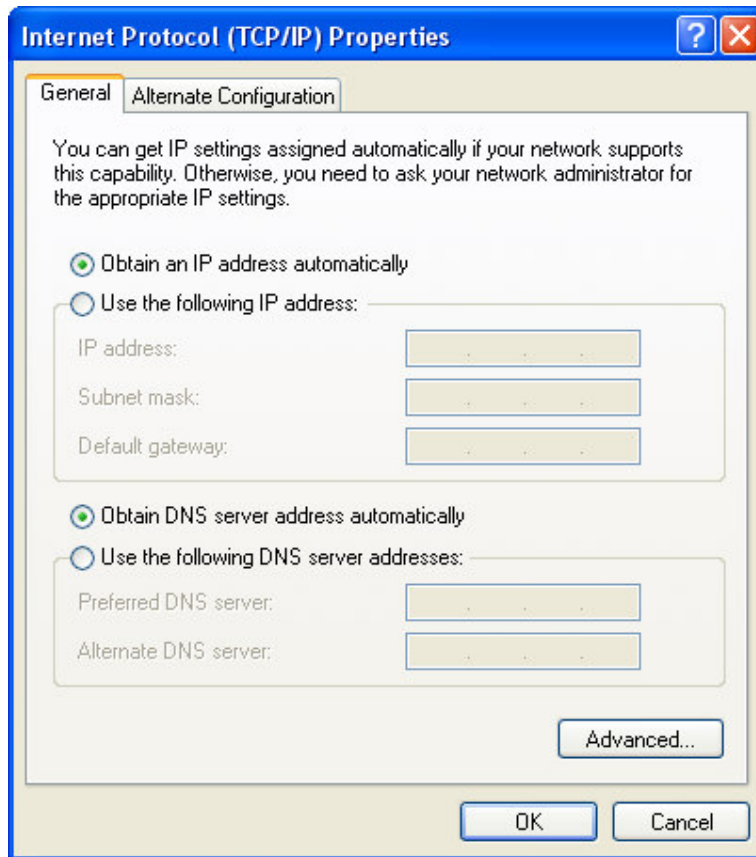 Internet Protocol (TCP/IP) Properties
General
Alternate Configuration
You can get IP settings assigned automatically if your network supports
this capability. Otherwise, you need to ask your network administrator for
the appropriate IP settings.
Obtain an IP address automatically
Use the following IP address:
IP address:
Subnet mask:
Default gateway:
Obtain DNS server address automatically
Use the following DNS server addresses:
Preferred DNS server:
Alternate DNS server:
Advanced...
OK
Cancel